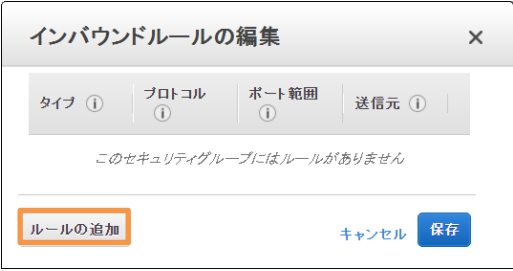 インバウンドルールの編集 ×
タイプ i プロトコル i ポート範囲 i 送信元 i
このセキュリティグループにはルールがありません
ルールの追加 キャンセル 保存